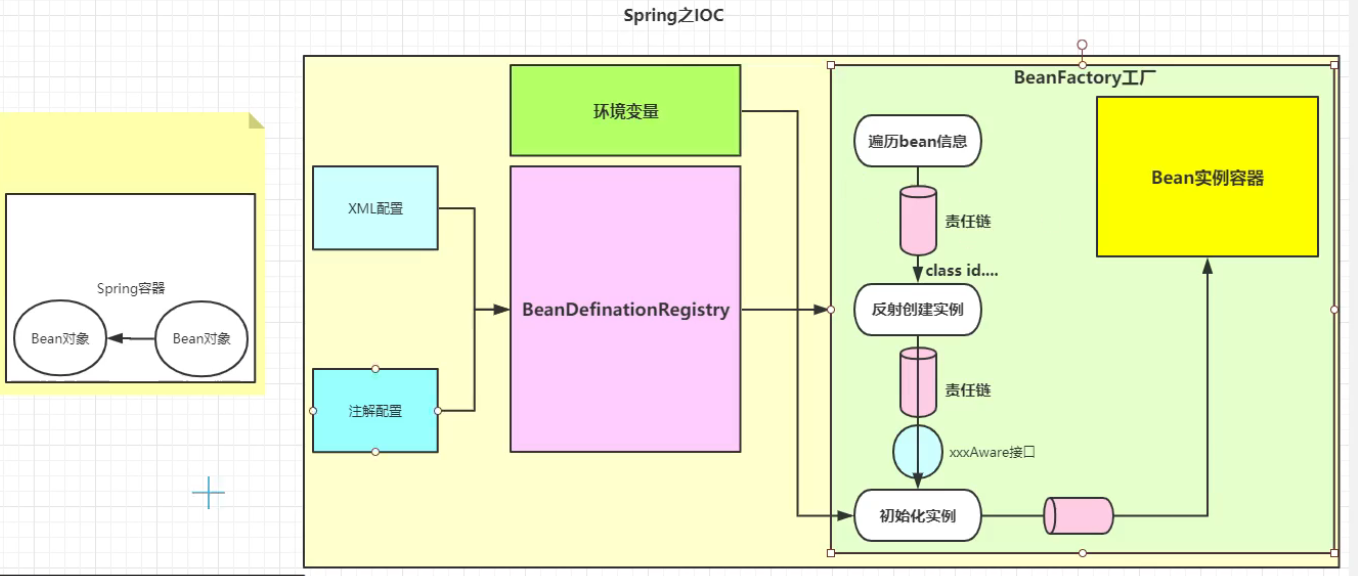 Spring之IOC
BeanFactory工厂
环境变量
遍历bean信息
Bean实例容器
XML配置
责任链
class id....
Spring容器
BeanDefinationRegistry
反射创建实例
Bean对象
Bean对象
责任链
注解配置
xxxAware接口
初始化实例